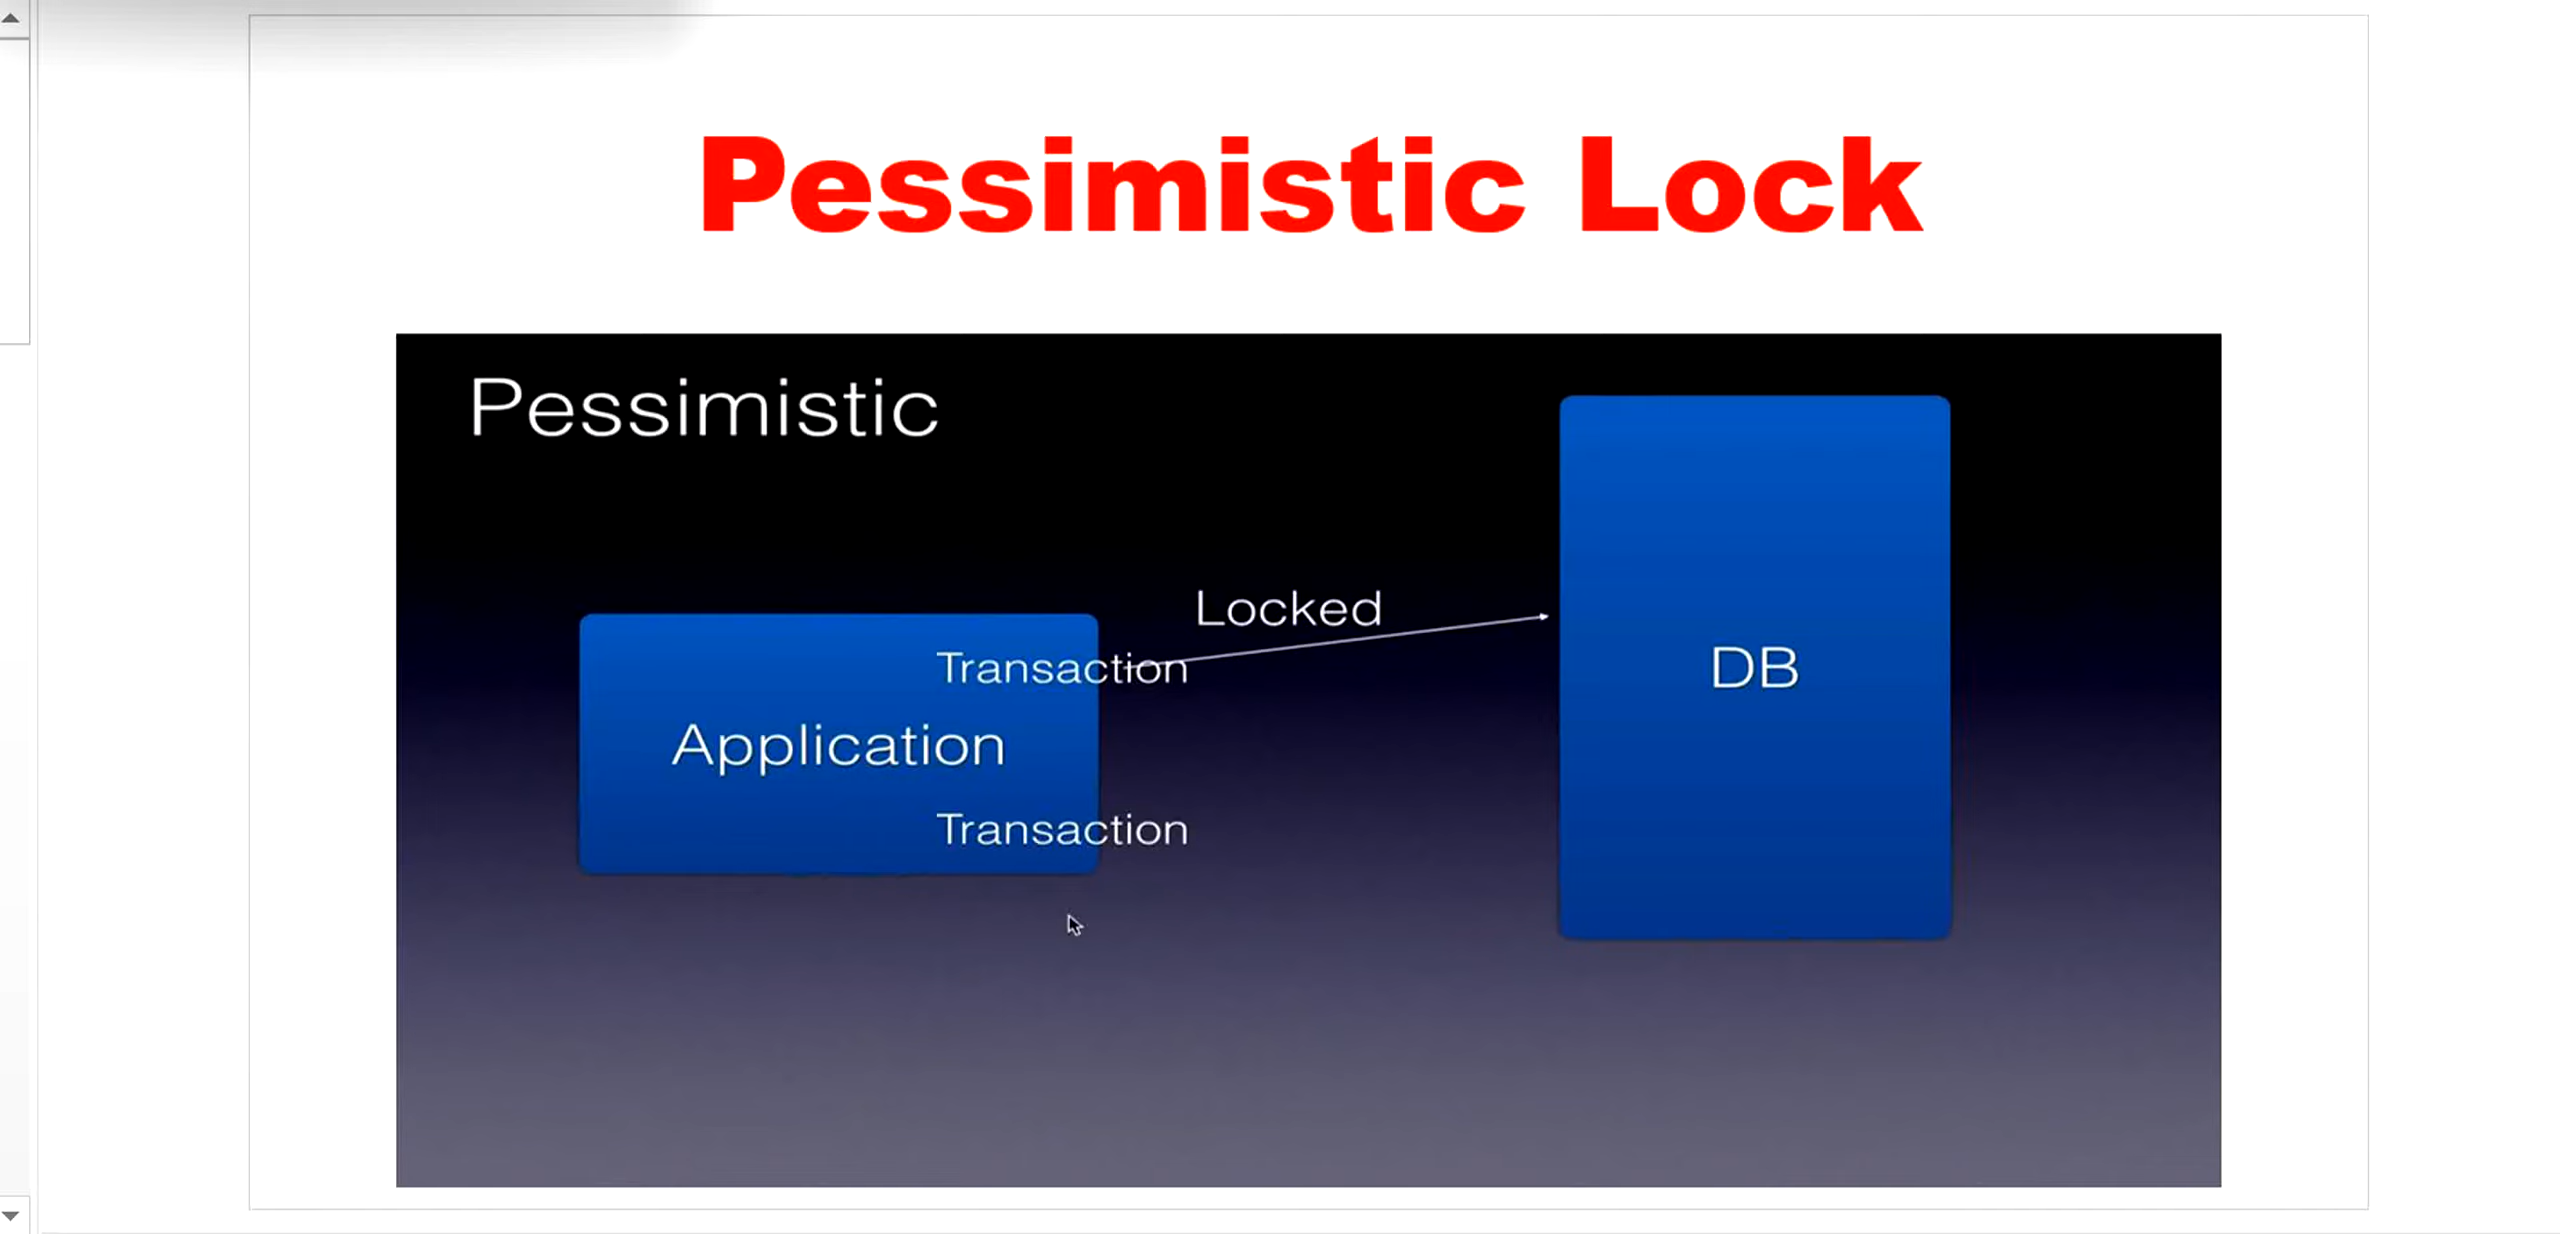 Pessimistic Lock
Pessimistic
Locked
Transaction
DB
Application
Transaction